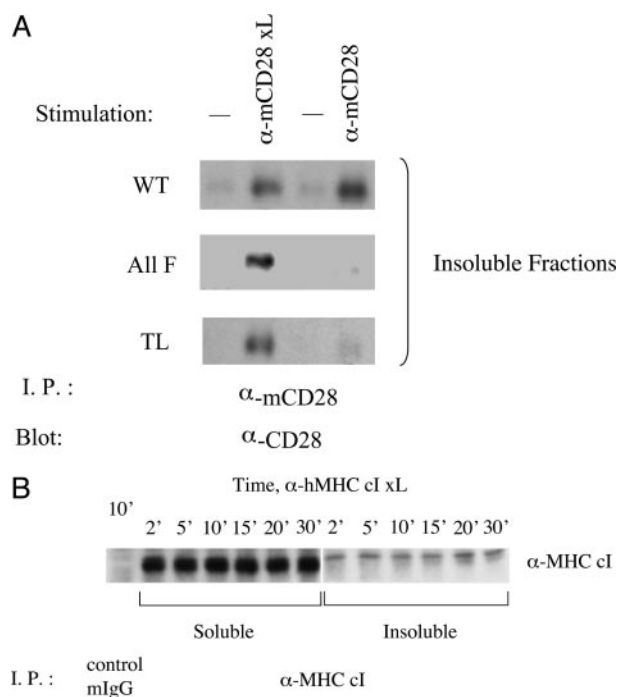 A
Stimulation: — α-mCD28 xL — α-mCD28
WT
All F
Insoluble Fractions
TL
I. P. : α-mCD28
Blot: α-CD28
B
Time, α-hMHC cI xL
10’
2’ 5’ 10’ 15’ 20’ 30’ 2’ 5’ 10’ 15’ 20’ 30’
α-MHC cI
Soluble Insoluble
I. P. : control mIgG α-MHC cI